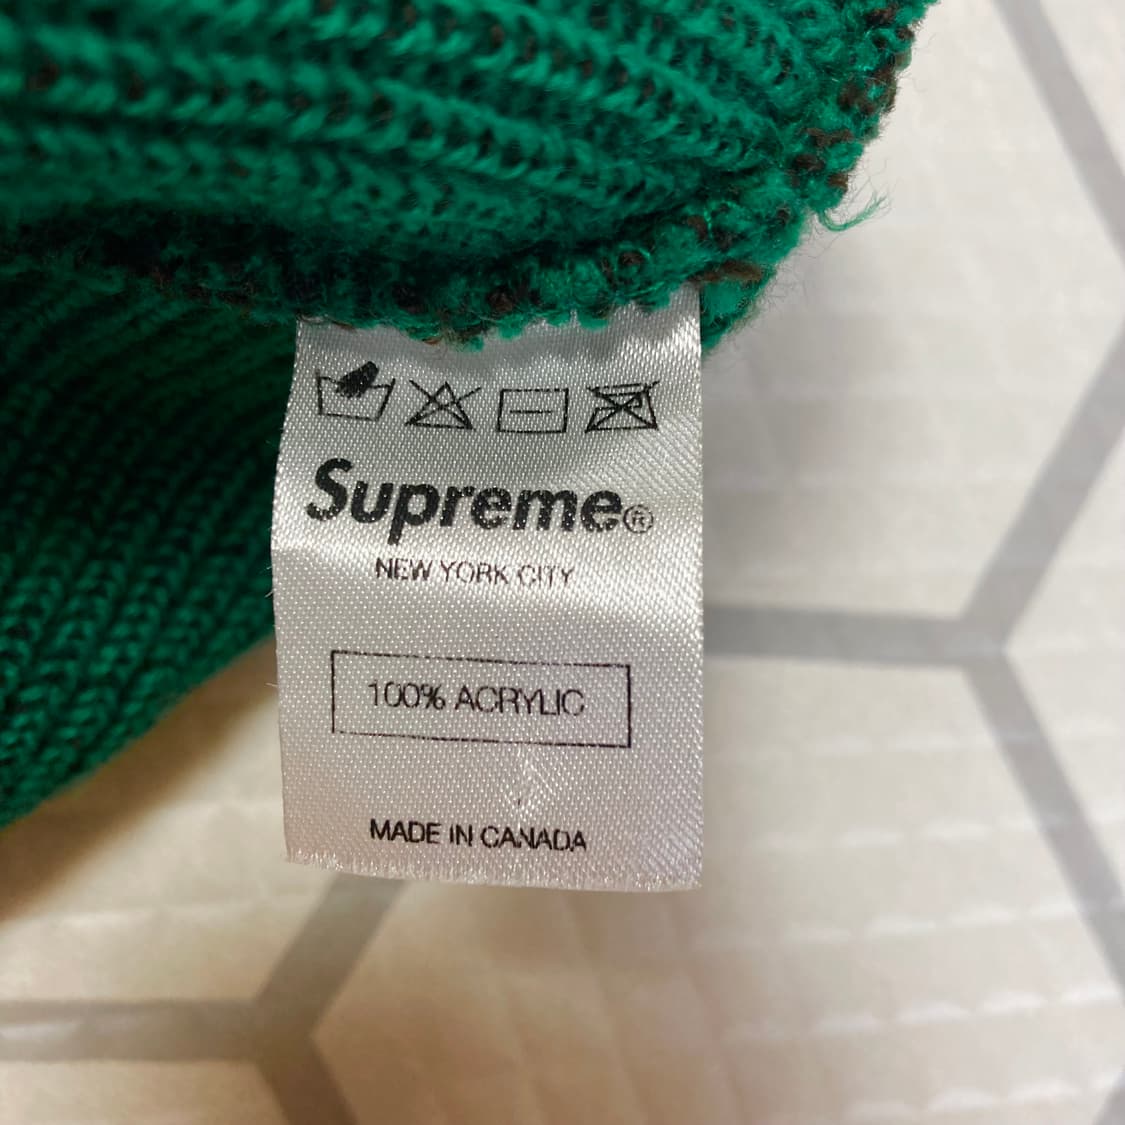 Supreme®
NEW YORK CITY
100% ACRYLIC
MADE IN CANADA